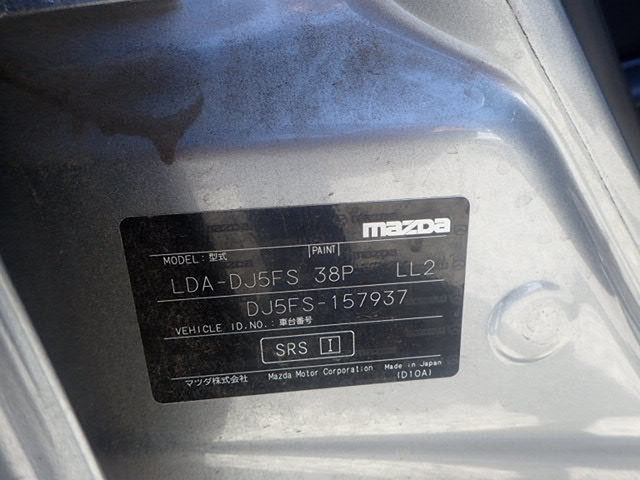 mazda
MODEL:型式 PAINT
LDA-DJ5FS 38P LL2
DJ5FS-157937
VEHICLE ID.NO.:車台番号
SRS I
マツダ株式会社 Mazda Motor Corporation Made in Japan
(D10A)